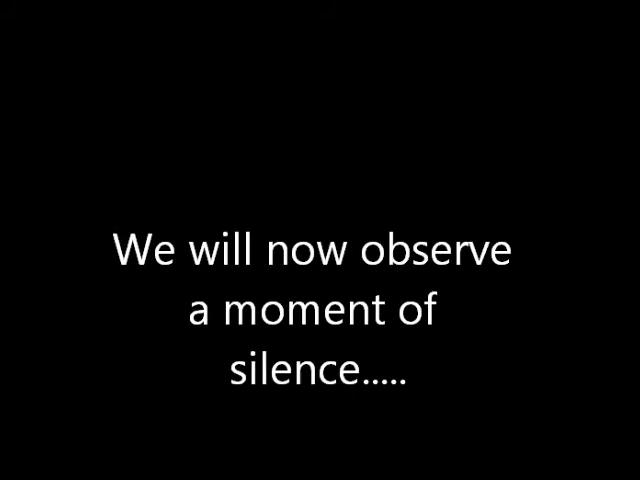 We will now observe
a moment of
silence.....